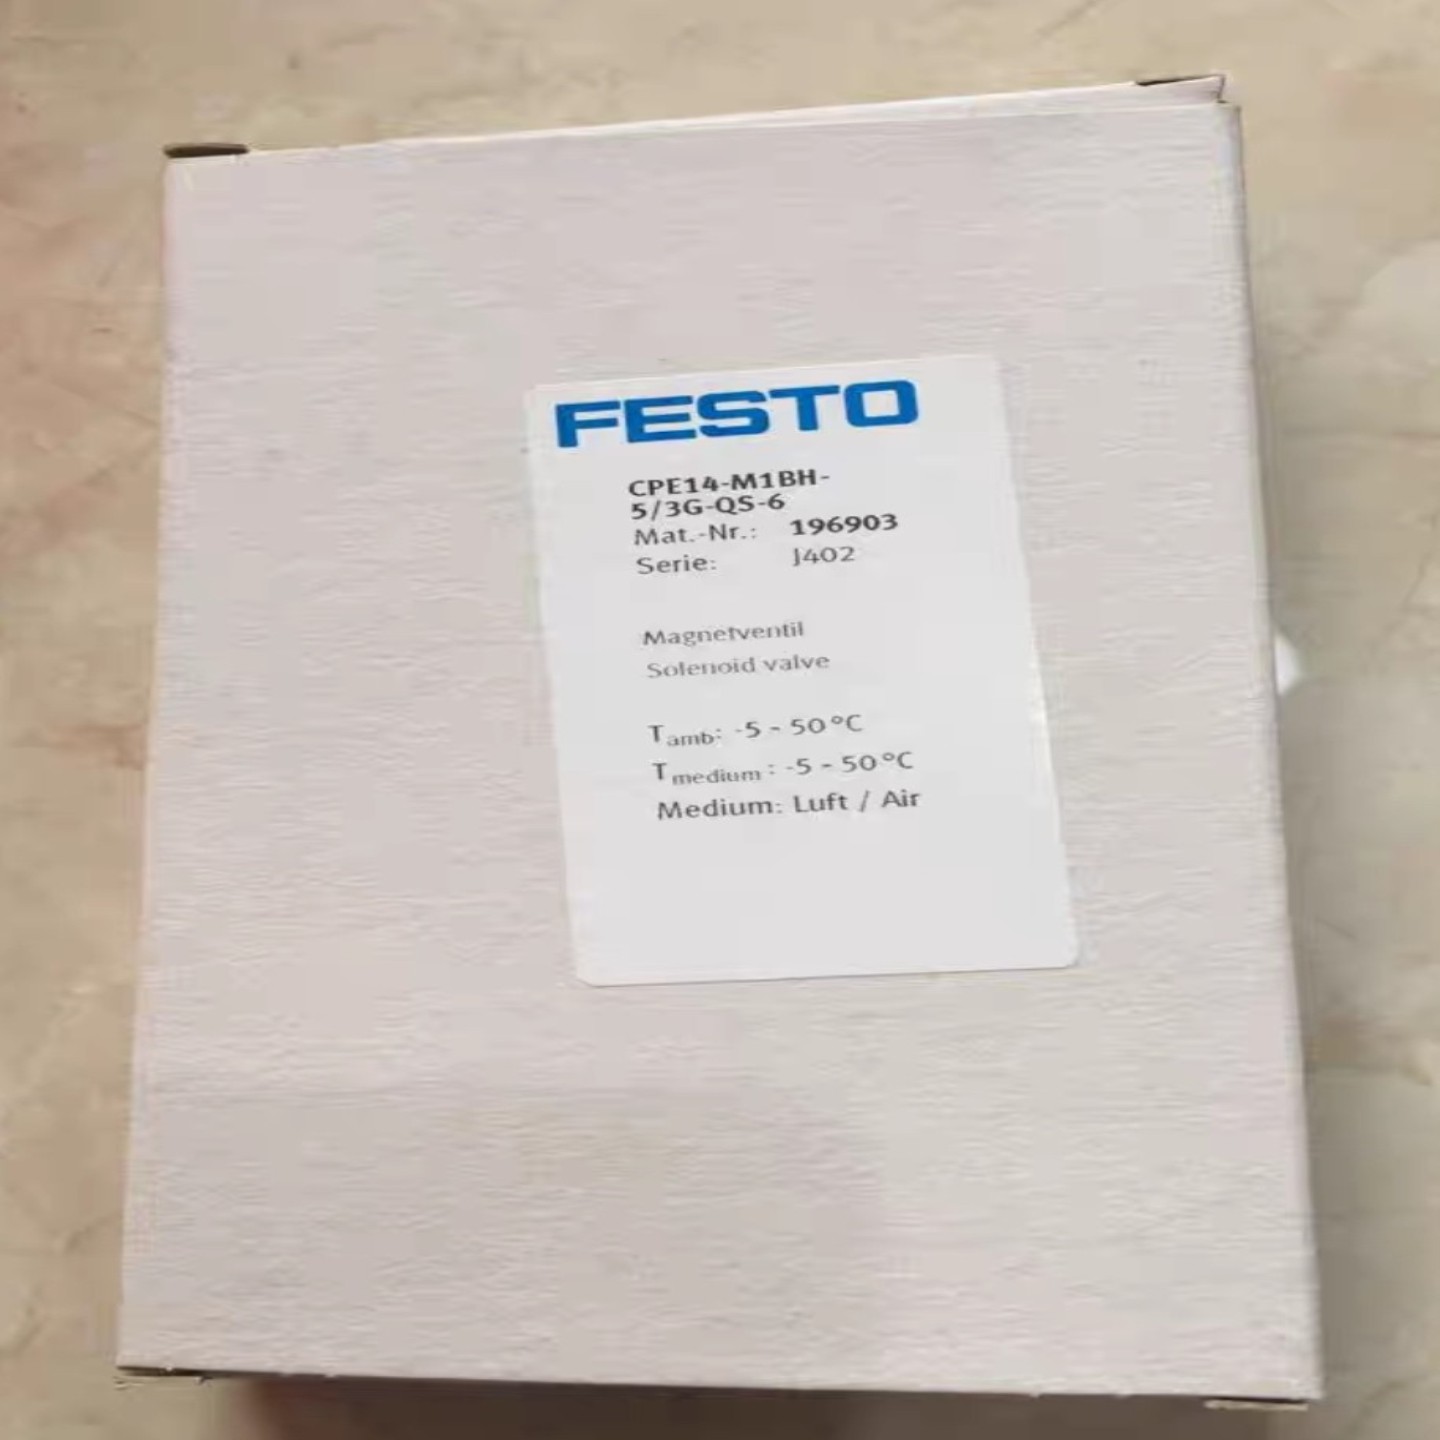 FESTO
CPE14-M1BH-
5/3G-QS-6
Mat.-Nr.: 196903
Serie: J402
Magnetventil
Solenoid valve
Tamb: -5 - 50°C
Tmedium: -5 - 50°C
Medium: Luft / Air